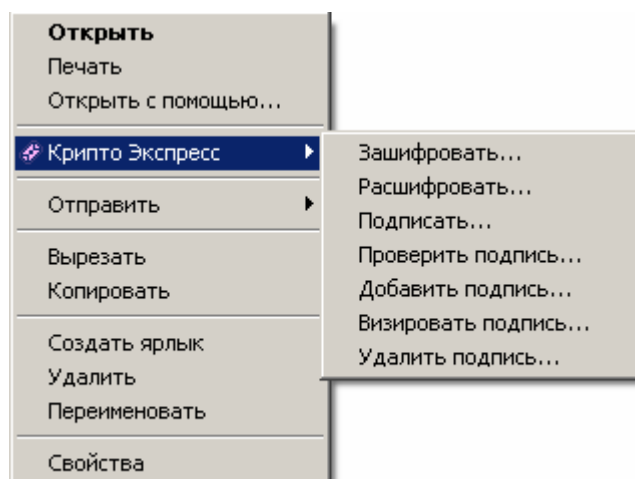 Открыть
Печать
Открыть с помощью...
Крипто Экспресс
Отправить
Вырезать
Копировать
Создать ярлык
Удалить
Переименовать
Свойства
Зашифровать...
Расшифровать...
Подписать...
Проверить подпись...
Добавить подпись...
Визировать подпись...
Удалить подпись...